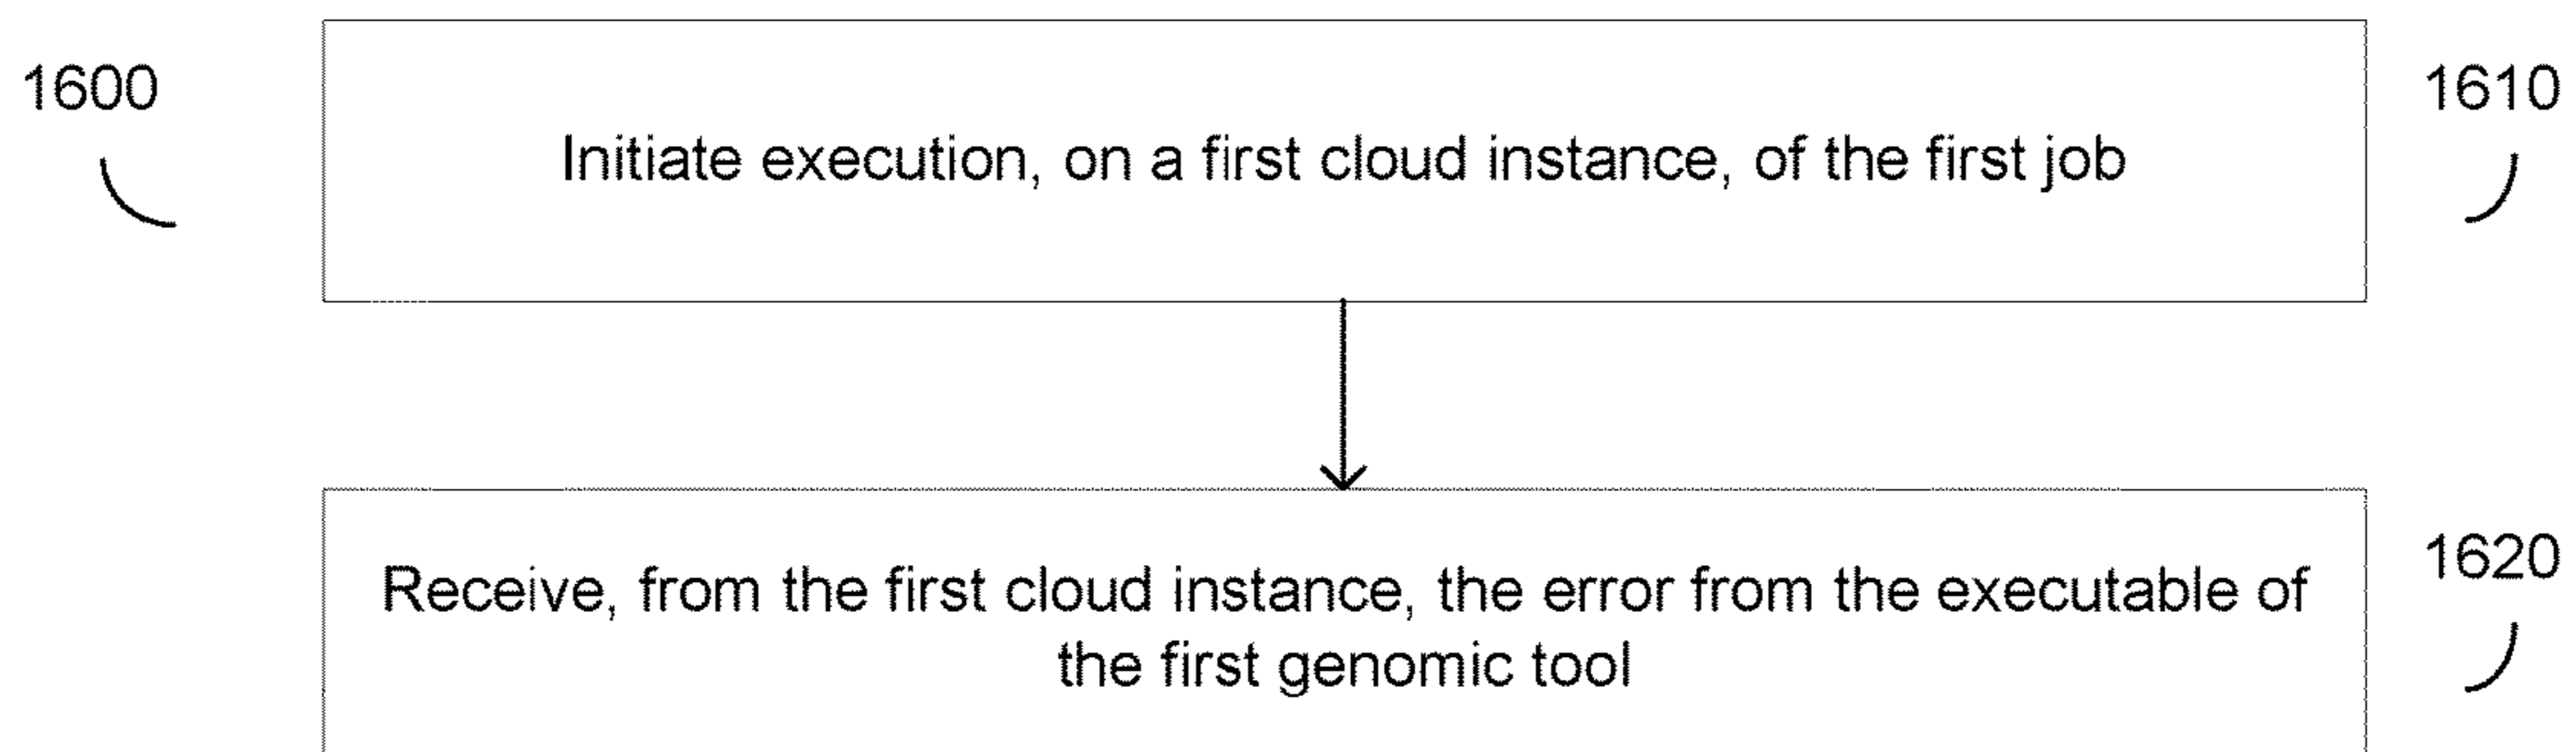 1600
1610
Initiate execution, on a first cloud instance, of the first job
1620
Receive, from the first cloud instance, the error from the executable of
the first genomic tool